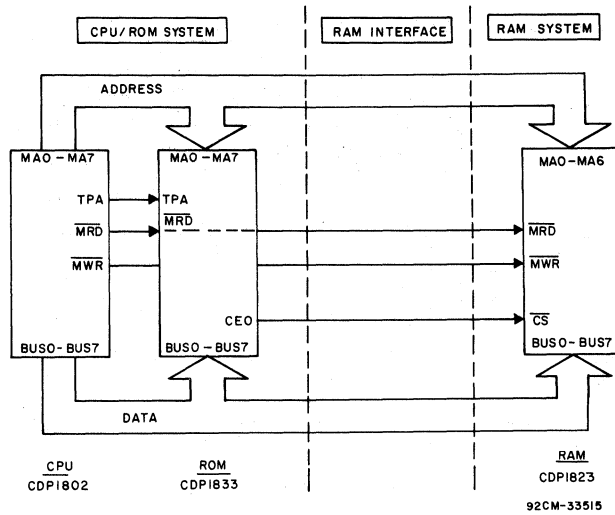 CPU/ROM SYSTEM
RAM INTERFACE
RAM SYSTEM
ADDRESS
MA0-MA7
MA0-MA7
MA0-MA6
TPA
TPA
MRD
MRD
MRD
MWR
MWR
CEO
CS
BUS0-BUS7
BUS0-BUS7
BUS0-BUS7
DATA
CPU
CDP1802
ROM
CDP1833
RAM
CDP1823
92CM-33515